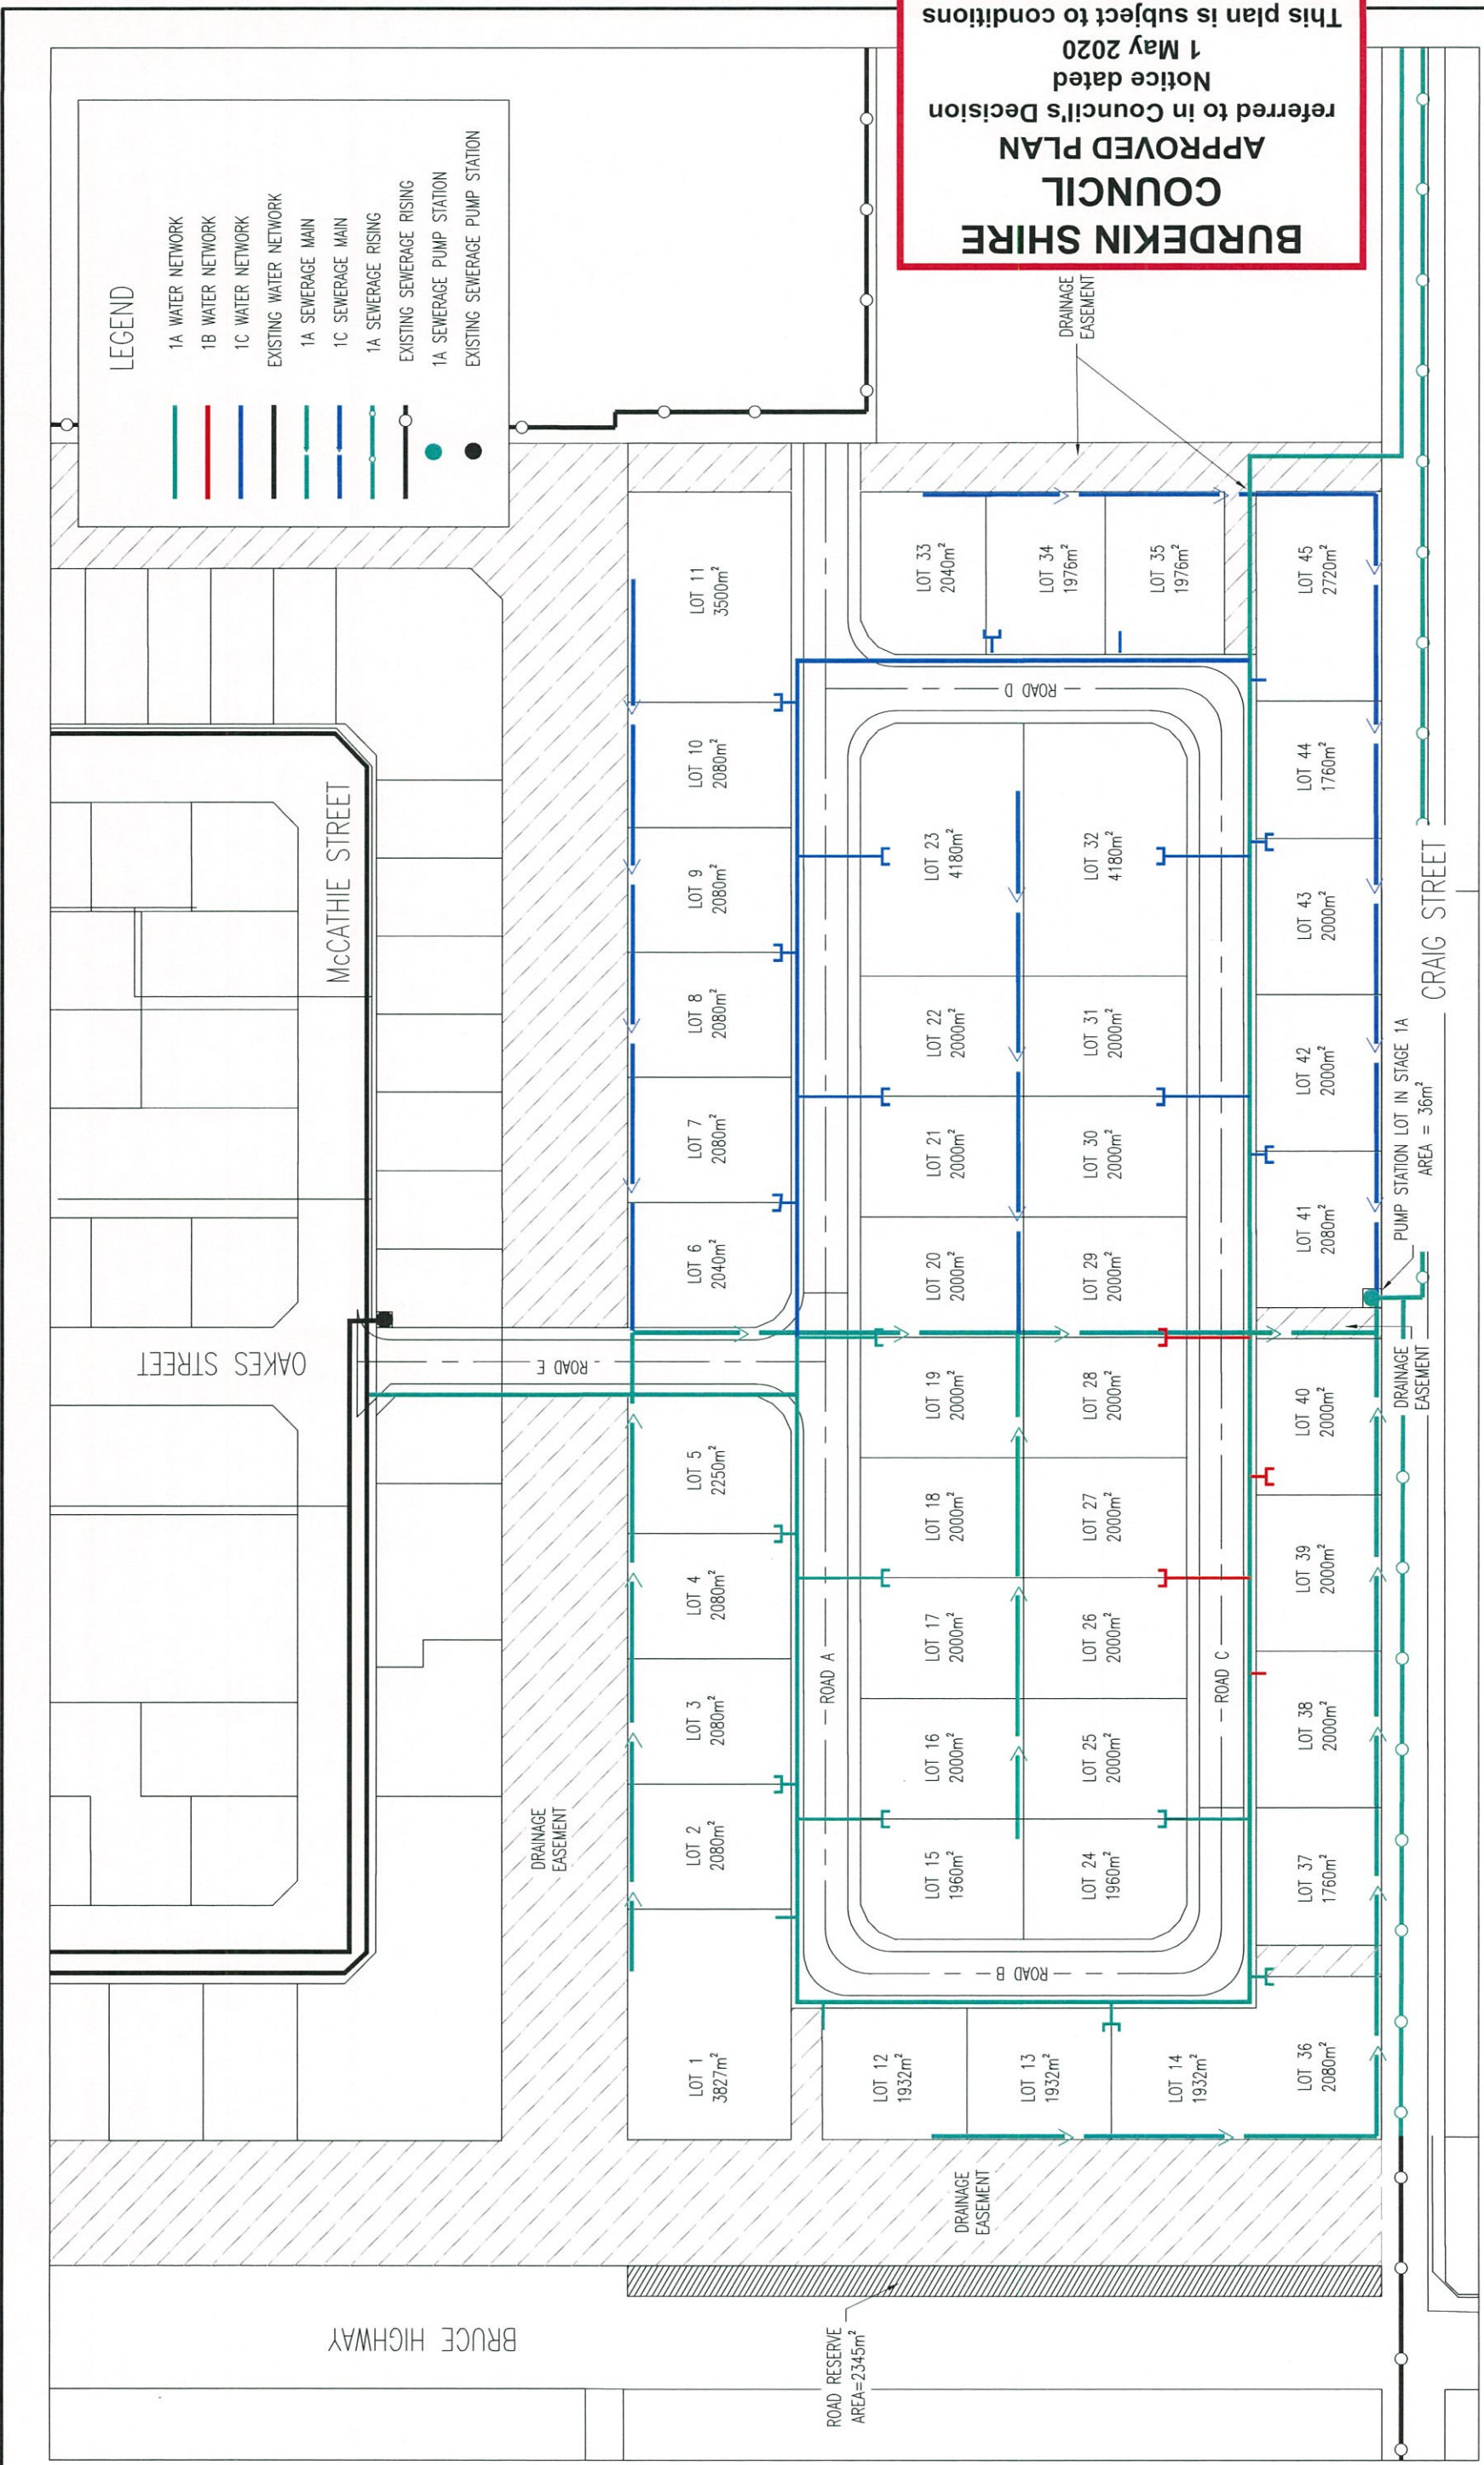 BURDEKIN SHIRE
COUNCIL
APPROVED PLAN
referred to in Council's Decision
Notice dated
1 May 2020
This plan is subject to conditions
LEGEND
1A WATER NETWORK
1B WATER NETWORK
1C WATER NETWORK
EXISTING WATER NETWORK
1A SEWERAGE MAIN
1C SEWERAGE MAIN
1A SEWERAGE RISING
EXISTING SEWERAGE RISING
1A SEWERAGE PUMP STATION
EXISTING SEWERAGE PUMP STATION
McCATHIE STREET
OAKES STREET
BRUCE HIGHWAY
CRAIG STREET
ROAD A
ROAD B
ROAD C
ROAD D
ROAD E
LOT 1
3827m²
LOT 2
2080m²
LOT 3
2080m²
LOT 4
2080m²
LOT 5
2250m²
LOT 6
2040m²
LOT 7
2080m²
LOT 8
2080m²
LOT 9
2080m²
LOT 10
2080m²
LOT 11
3500m²
LOT 12
1932m²
LOT 13
1932m²
LOT 14
1932m²
LOT 15
1960m²
LOT 16
2000m²
LOT 17
2000m²
LOT 18
2000m²
LOT 19
2000m²
LOT 20
2000m²
LOT 21
2000m²
LOT 22
2000m²
LOT 23
4180m²
LOT 24
1960m²
LOT 25
2000m²
LOT 26
2000m²
LOT 27
2000m²
LOT 28
2000m²
LOT 29
2000m²
LOT 30
2000m²
LOT 31
2000m²
LOT 32
4180m²
LOT 33
2040m²
LOT 34
1976m²
LOT 35
1976m²
LOT 36
2080m²
LOT 37
1760m²
LOT 38
2000m²
LOT 39
2000m²
LOT 40
2000m²
LOT 41
2080m²
LOT 42
2000m²
LOT 43
2000m²
LOT 44
1760m²
LOT 45
2720m²
DRAINAGE
EASEMENT
DRAINAGE
EASEMENT
DRAINAGE
EASEMENT
DRAINAGE
EASEMENT
PUMP STATION LOT IN STAGE 1A
AREA = 36m²
ROAD RESERVE
AREA=2345m²